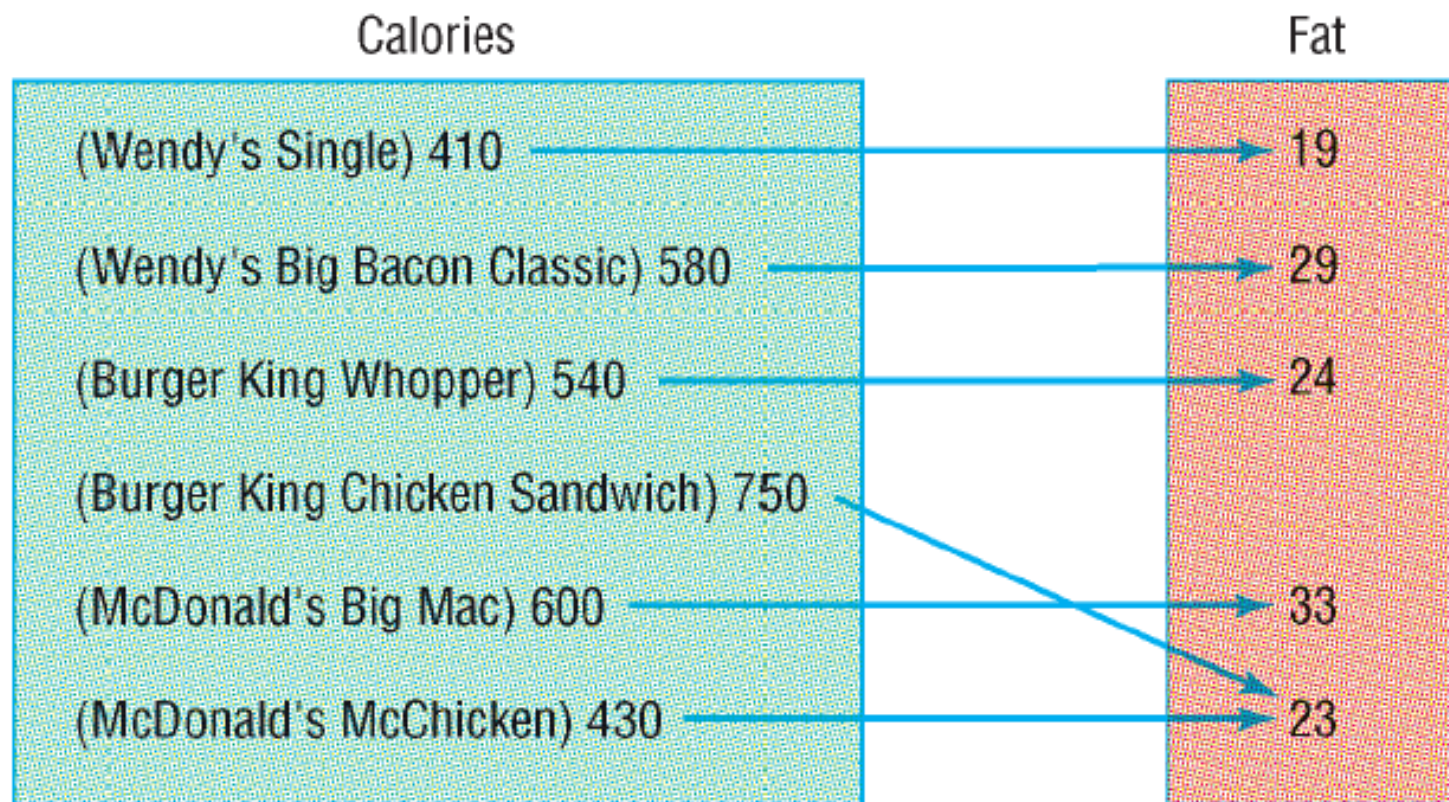 Calories Fat
(Wendy's Single) 410 19
(Wendy's Big Bacon Classic) 580 29
(Burger King Whopper) 540 24
(Burger King Chicken Sandwich) 750
(McDonald's Big Mac) 600 33
(McDonald's McChicken) 430 23